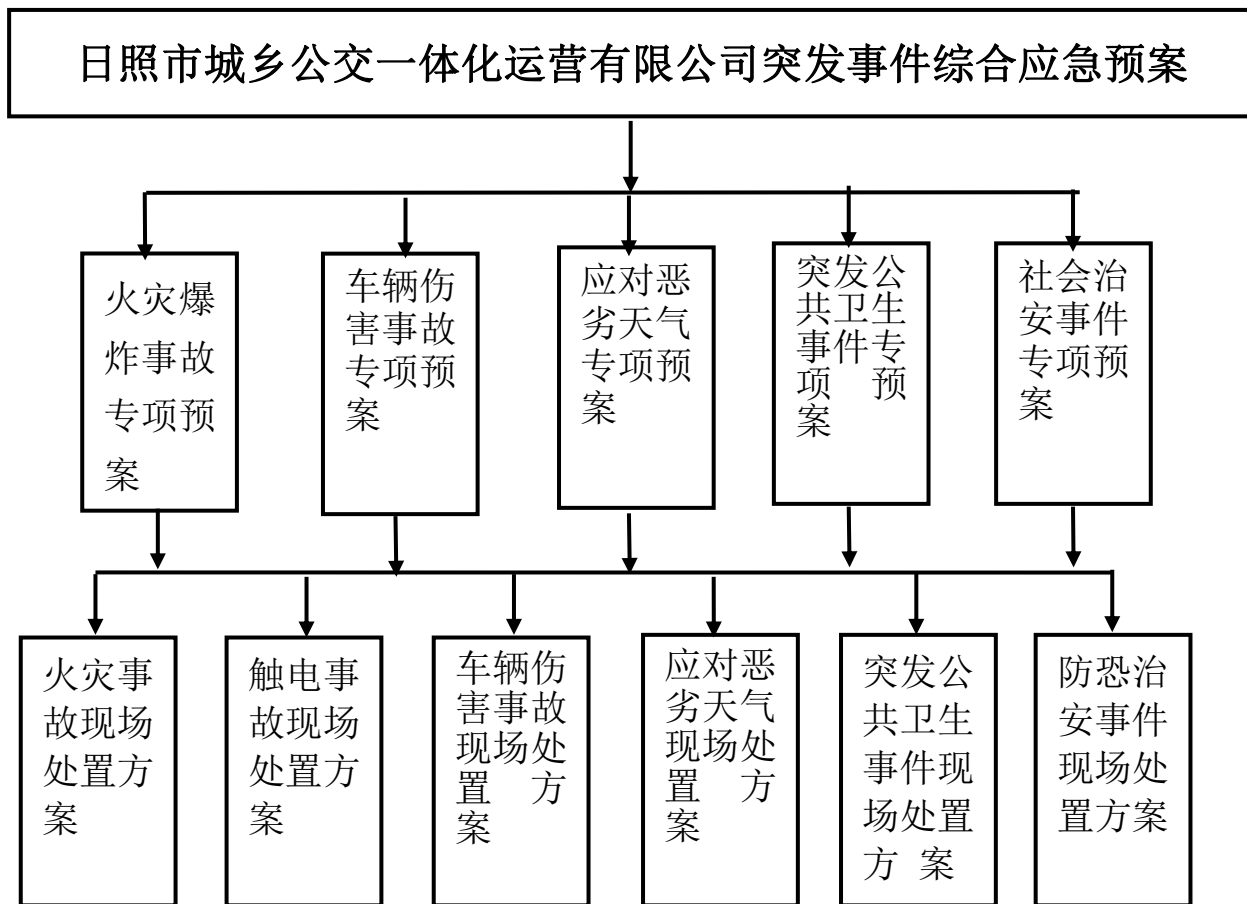 日照市城乡公交一体化运营有限公司突发事件综合应急预案
火灾爆
炸事故
专项预
案
车辆伤
害事故
专项预
案
应对恶
劣天气
专项预
案
突发公
共卫生
事件专
项预
案
社会治
安事件
专项预
案
火灾事
故现场
处置方
案
触电事
故现场
处置方
案
车辆伤
害事故
现场处
置方
案
应对恶
劣天气
现场处
置方
案
突发公
共卫生
事件现
场处置
方案
防恐治
安事件
现场处
置方案